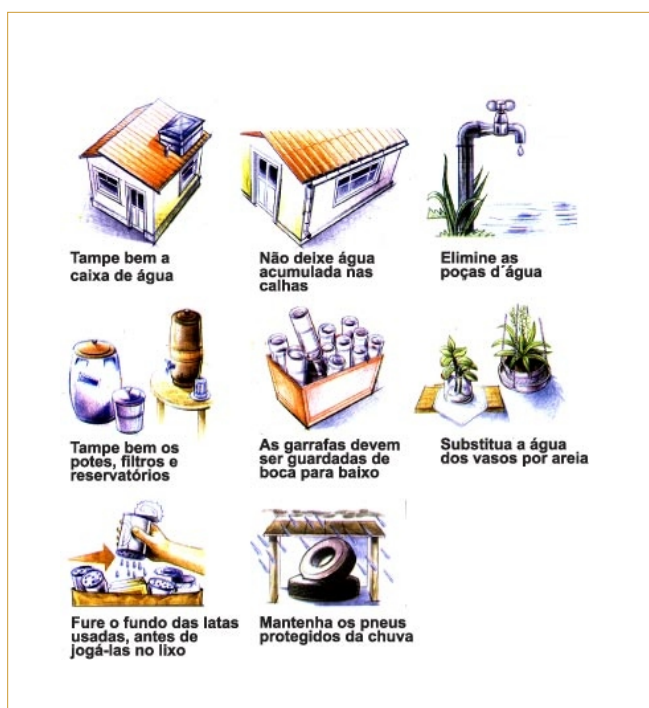 Tampe bem a
caixa de água
Não deixe água
acumulada nas
calhas
Elimine as
poças d´água
Tampe bem os
potes, filtros e
reservatórios
As garrafas devem
ser guardadas de
boca para baixo
Substitua a água
dos vasos por areia
Fure o fundo das latas
usadas, antes de
jogá-las no lixo
Mantenha os pneus
protegidos da chuva